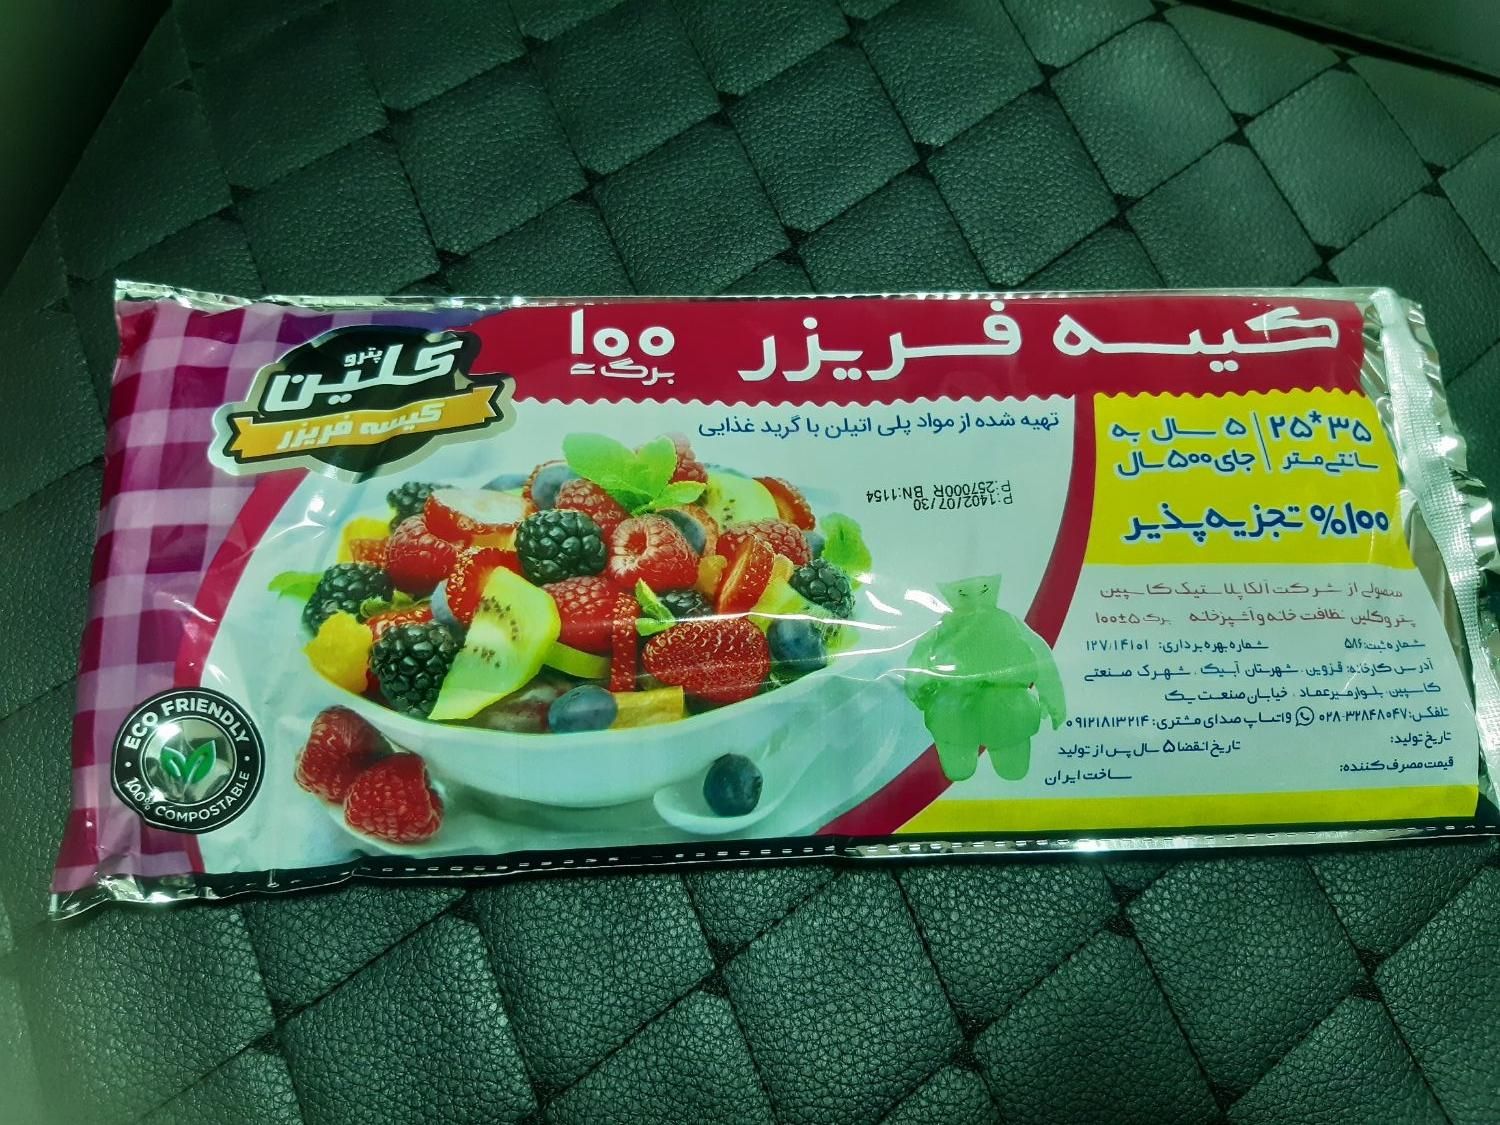 پترو
کلین
کیسه فریزر
کیسه فریزر
۱۰۰
برگی
تهیه شده از مواد پلی اتیلن با گرید غذایی
P:1402/07/30
P:257000R BN:1154
۲۵*۳۵
سانتی‌متر
۵ سال به
جای ۵۰۰ سال
۱۰۰% تجزیه‌پذیر
محصولی از شرکت آلکا پلاستیک کاسپین
پتروکلین نظافت خانه و آشپزخانه ۱۰۰±۵ برگ
شماره ثبت: ۵۸۶ شماره بهره برداری: ۱۲۷/۱۴۱۰۱
آدرس کارخانه: قزوین، شهرستان آبیک، شهرک صنعتی
کاسپین، بلوار میرعماد، خیابان صنعت یک
تلفکس: ۰۲۸-۳۲۸۴۸۰۴۷ واتساپ صدای مشتری: ۰۹۱۲۱۸۱۳۲۱۴
تاریخ تولید: تاریخ انقضا ۵ سال پس از تولید
قیمت مصرف کننده: ساخت ایران
ECO FRIENDLY
100% COMPOSTABLE